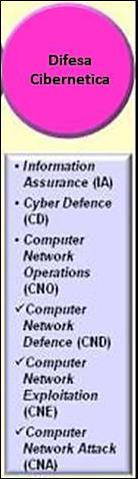 Difesa
Cibernetica
• Information
Assurance (IA)
• Cyber Defence
(CD)
• Computer
Network
Operations
(CNO)
✓Computer
Network
Defence (CND)
✓Computer
Network
Exploitation
(CNE)
✓Computer
Network Attack
(CNA)